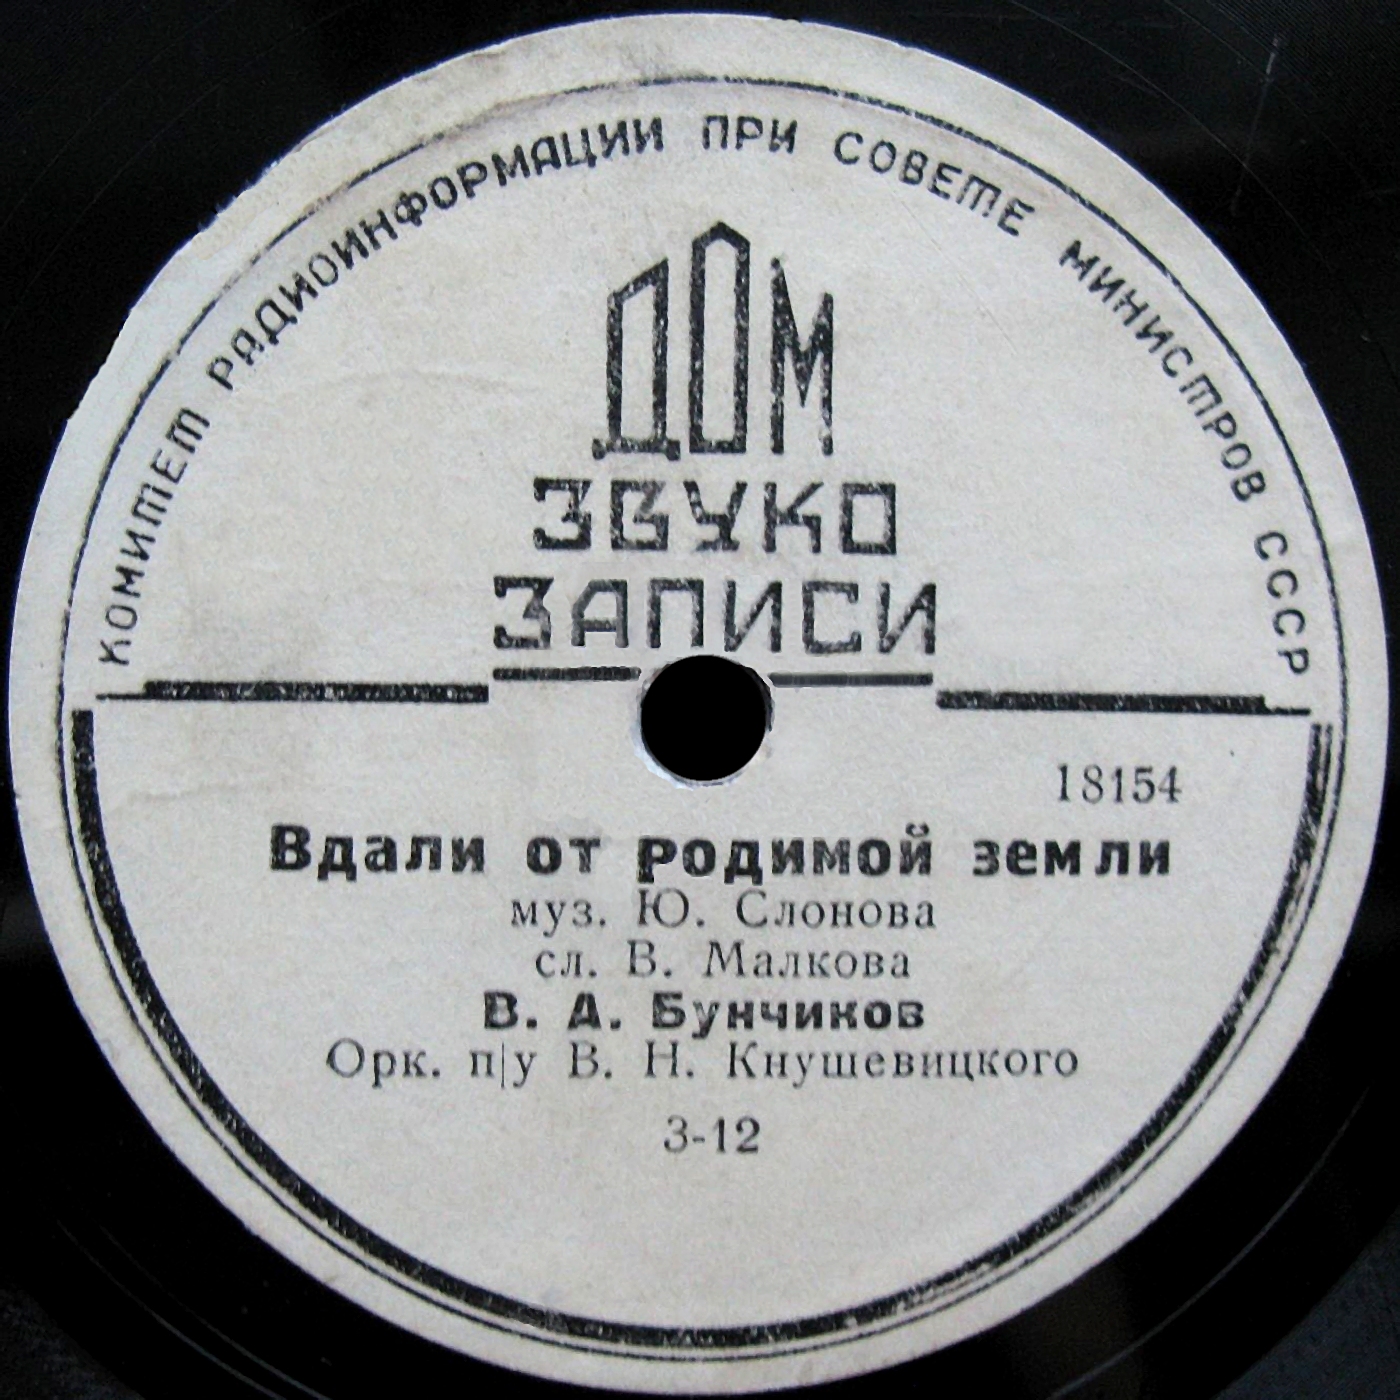 КОМИТЕТ РАДИОИНФОРМАЦИИ ПРИ СОВЕТЕ МИНИСТРОВ СССР
ДОМ
ЗВУКО
ЗАПИСИ
18154
Вдали от родимой земли
муз. Ю. Слонова
сл. В. Малкова
В. А. Бунчиков
Орк. п/у В. Н. Кнушевицкого
3-12